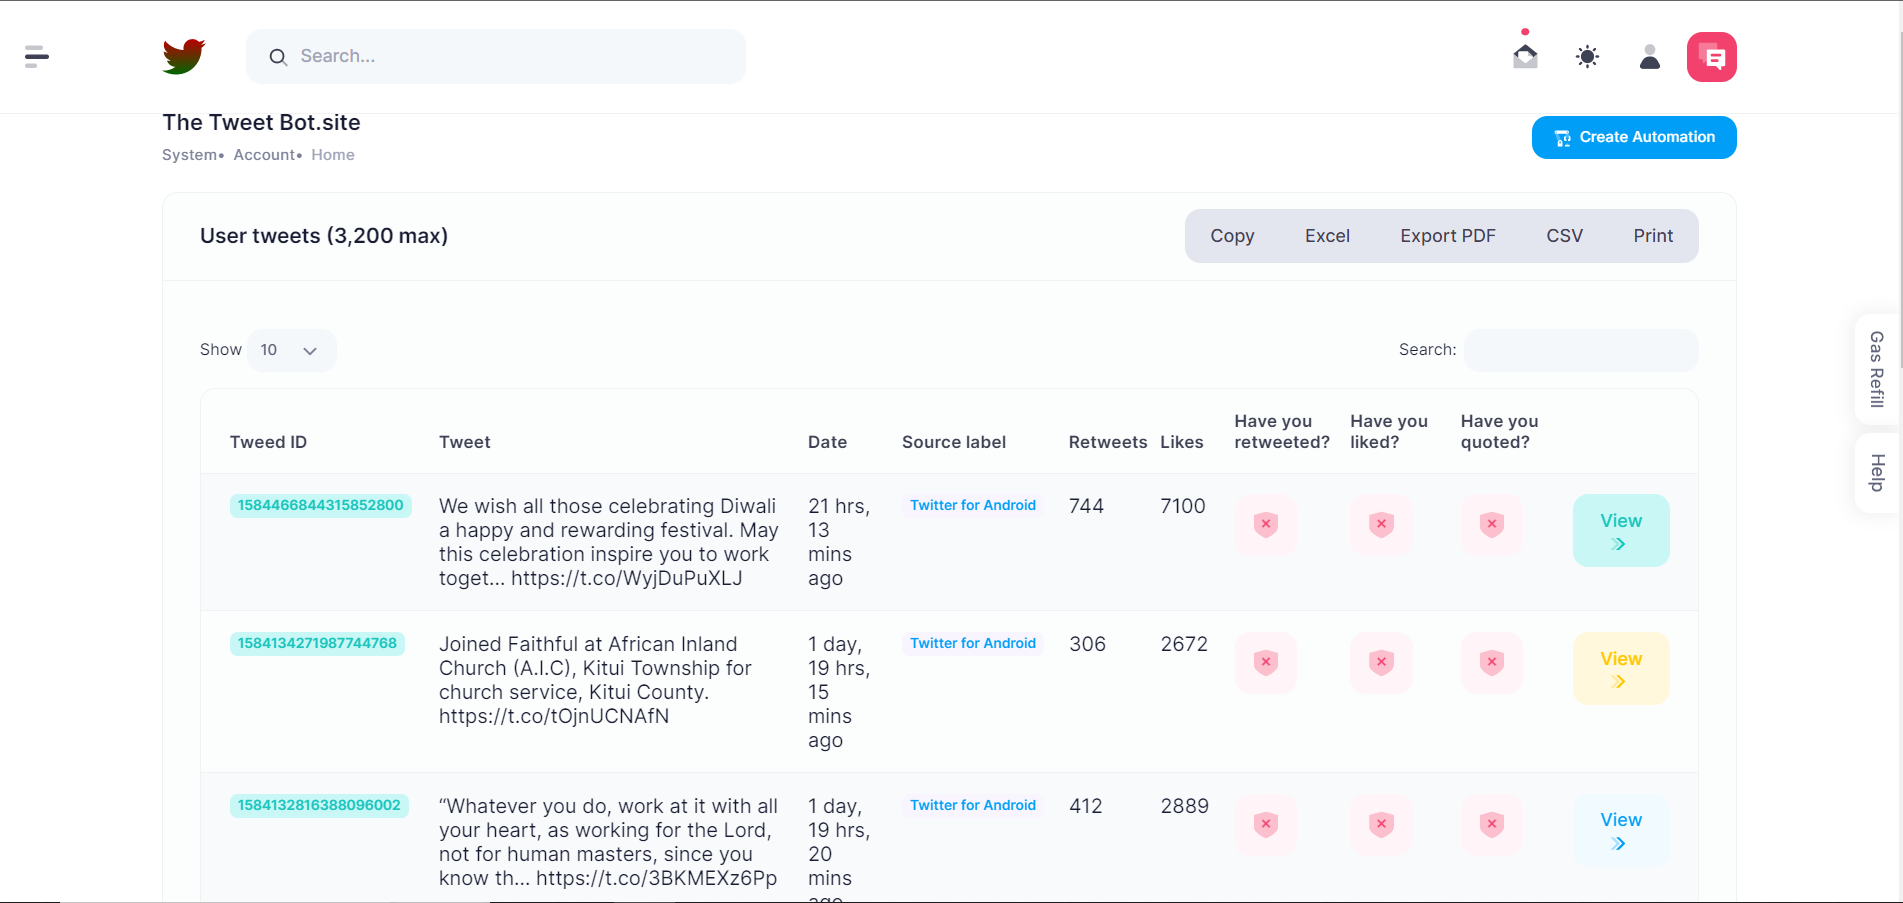 Search...
The Tweet Bot.site
System• Account• Home
Create Automation
User tweets (3,200 max)
Copy Excel Export PDF CSV Print
Show 10
Search:
Gas Refill
Help
Tweed ID Tweet Date Source label Retweets Likes Have you retweeted? Have you liked? Have you quoted?
1584466844315852800
We wish all those celebrating Diwali
a happy and rewarding festival. May
this celebration inspire you to work
toget... https://t.co/WyjDuPuXLJ
21 hrs,
13
mins
ago
Twitter for Android
744
7100
View
1584134271987744768
Joined Faithful at African Inland
Church (A.I.C), Kitui Township for
church service, Kitui County.
https://t.co/tOjnUCNAfN
1 day,
19 hrs,
15
mins
ago
Twitter for Android
306
2672
View
1584132816388096002
“Whatever you do, work at it with all
your heart, as working for the Lord,
not for human masters, since you
know th... https://t.co/3BKMEXz6Pp
1 day,
19 hrs,
20
mins
ago
Twitter for Android
412
2889
View